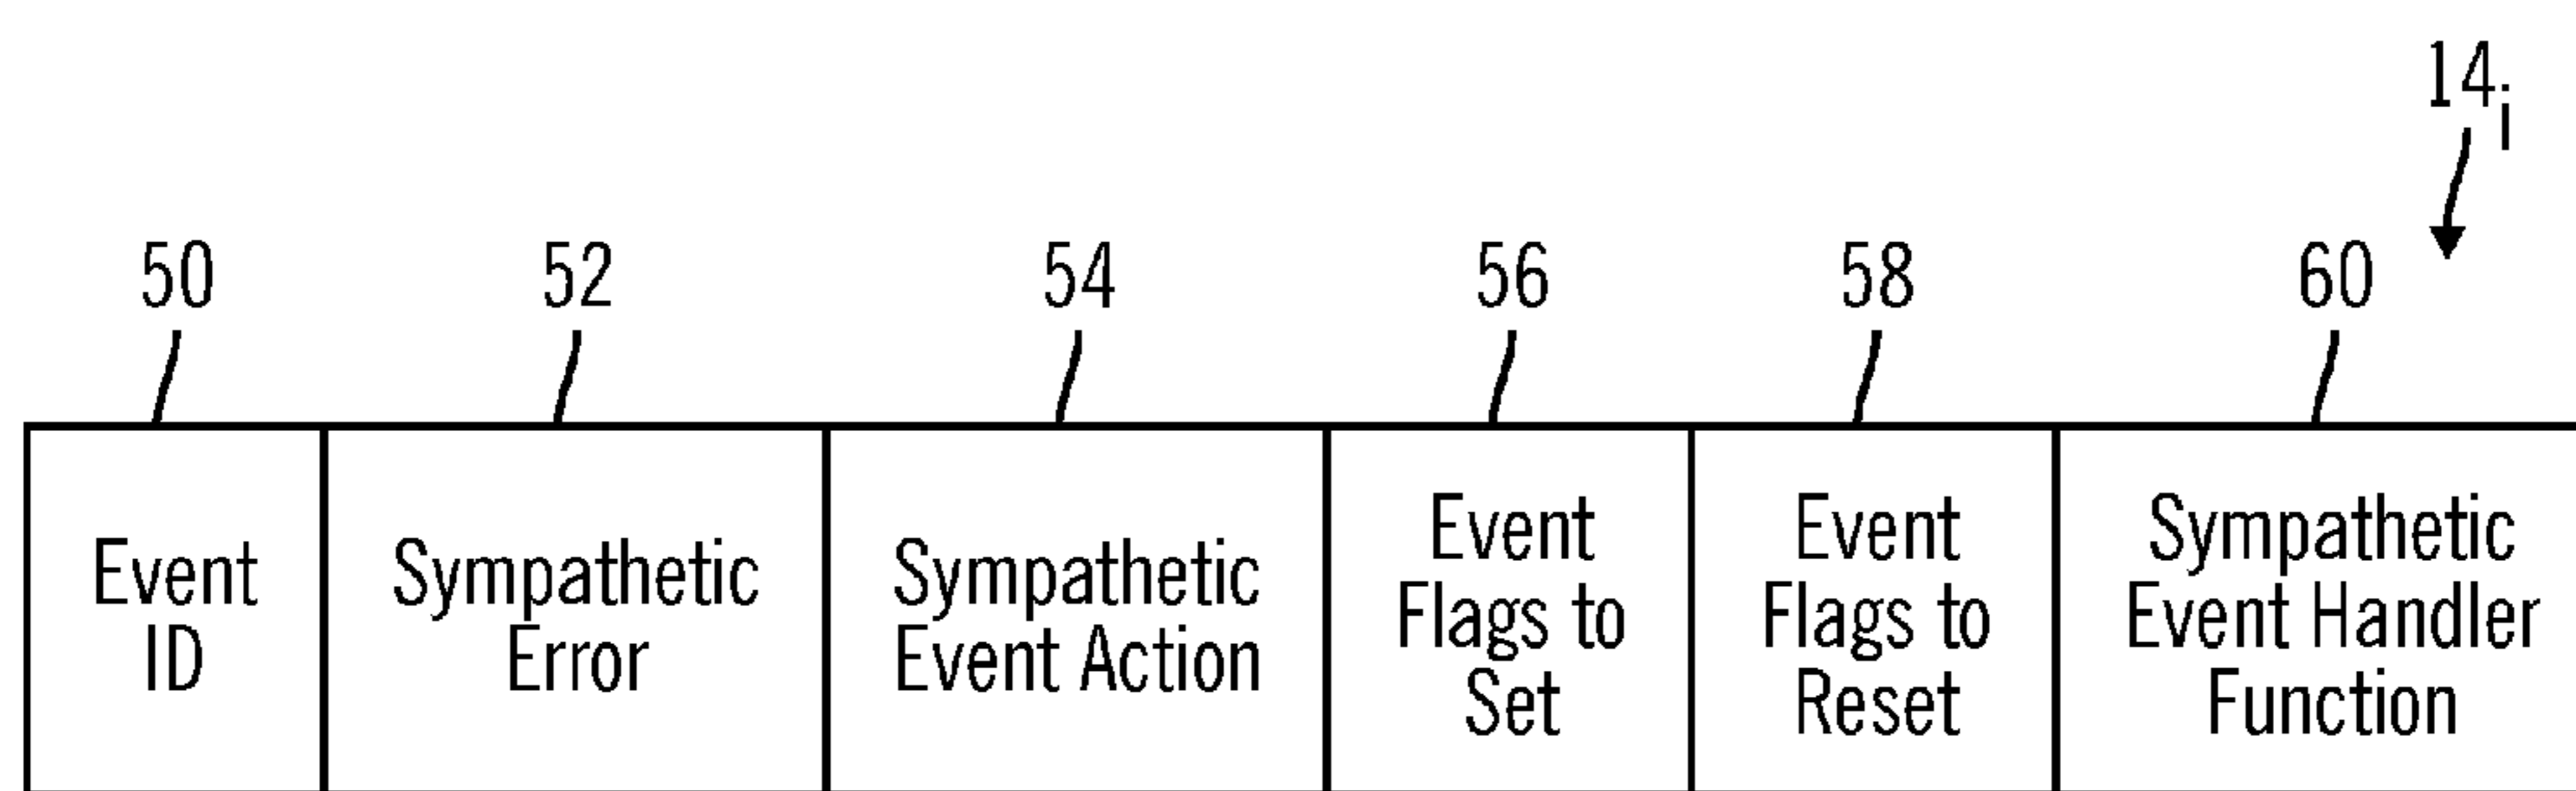 14i
50 52 54 56 58 60
Event
ID
Sympathetic
Error
Sympathetic
Event Action
Event
Flags to
Set
Event
Flags to
Reset
Sympathetic
Event Handler
Function